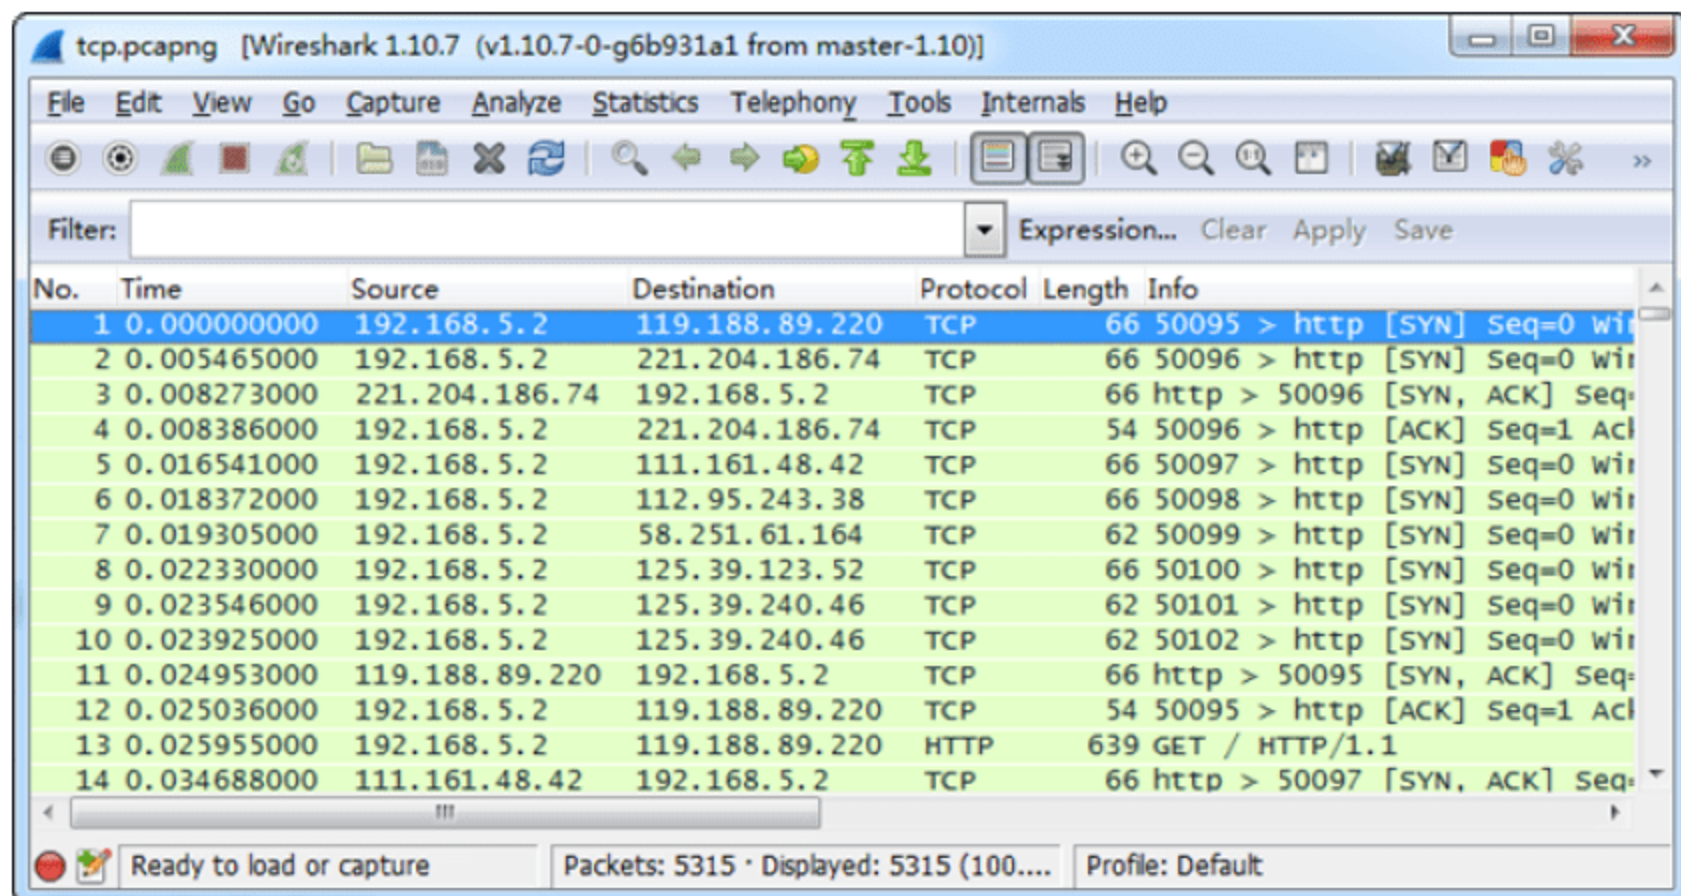 tcp.pcapng [Wireshark 1.10.7 (v1.10.7-0-g6b931a1 from master-1.10)]
File Edit View Go Capture Analyze Statistics Telephony Tools Internals Help
Filter: Expression... Clear Apply Save
No. Time Source Destination Protocol Length Info
1 0.000000000 192.168.5.2 119.188.89.220 TCP 66 50095 > http [SYN] Seq=0 Win
2 0.005465000 192.168.5.2 221.204.186.74 TCP 66 50096 > http [SYN] Seq=0 Win
3 0.008273000 221.204.186.74 192.168.5.2 TCP 66 http > 50096 [SYN, ACK] Seq=
4 0.008386000 192.168.5.2 221.204.186.74 TCP 54 50096 > http [ACK] Seq=1 Ack
5 0.016541000 192.168.5.2 111.161.48.42 TCP 66 50097 > http [SYN] Seq=0 Win
6 0.018372000 192.168.5.2 112.95.243.38 TCP 66 50098 > http [SYN] Seq=0 Win
7 0.019305000 192.168.5.2 58.251.61.164 TCP 62 50099 > http [SYN] Seq=0 Win
8 0.022330000 192.168.5.2 125.39.123.52 TCP 66 50100 > http [SYN] Seq=0 Win
9 0.023546000 192.168.5.2 125.39.240.46 TCP 62 50101 > http [SYN] Seq=0 Win
10 0.023925000 192.168.5.2 125.39.240.46 TCP 62 50102 > http [SYN] Seq=0 Win
11 0.024953000 119.188.89.220 192.168.5.2 TCP 66 http > 50095 [SYN, ACK] Seq=
12 0.025036000 192.168.5.2 119.188.89.220 TCP 54 50095 > http [ACK] Seq=1 Ack
13 0.025955000 192.168.5.2 119.188.89.220 HTTP 639 GET / HTTP/1.1
14 0.034688000 111.161.48.42 192.168.5.2 TCP 66 http > 50097 [SYN, ACK] Seq=
Ready to load or capture Packets: 5315 · Displayed: 5315 (100.... Profile: Default